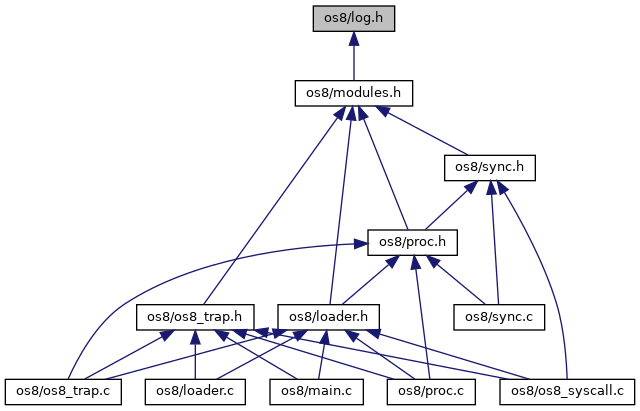 os8/log.h
os8/modules.h
os8/sync.h
os8/proc.h
os8/os8_trap.h
os8/loader.h
os8/sync.c
os8/os8_trap.c
os8/loader.c
os8/main.c
os8/proc.c
os8/os8_syscall.c